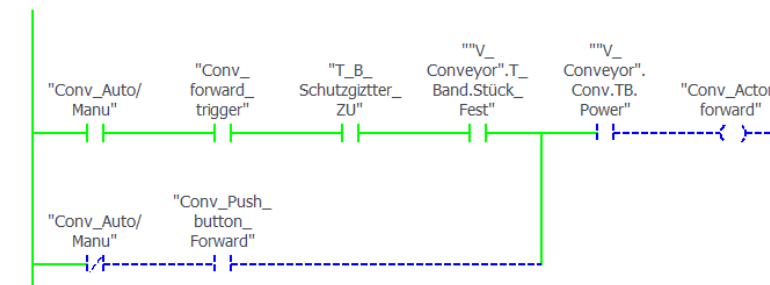 "Conv_Auto/
Manu"
"Conv_
forward_
trigger"
"T_B_
Schutzgiztter_
ZU"
""V_
Conveyor".T_
Band.Stück_
Fest"
""V_
Conveyor".
Conv.TB.
Power"
"Conv_Actor
forward"
"Conv_Auto/
Manu"
"Conv_Push_
button_
Forward"